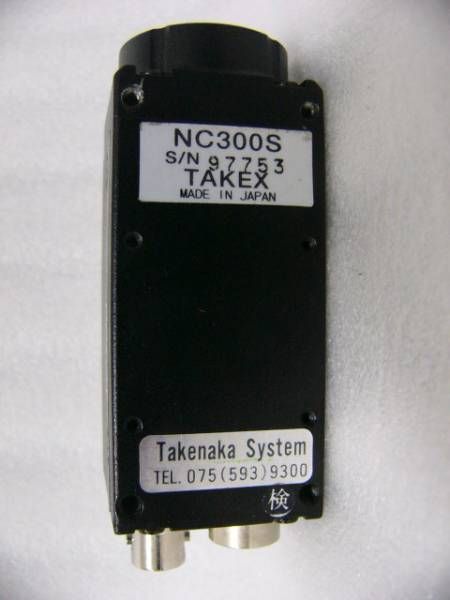 NC300S
S/N 97753
TAKEX
MADE IN JAPAN
Takenaka System
TEL. 075(593)9300
検